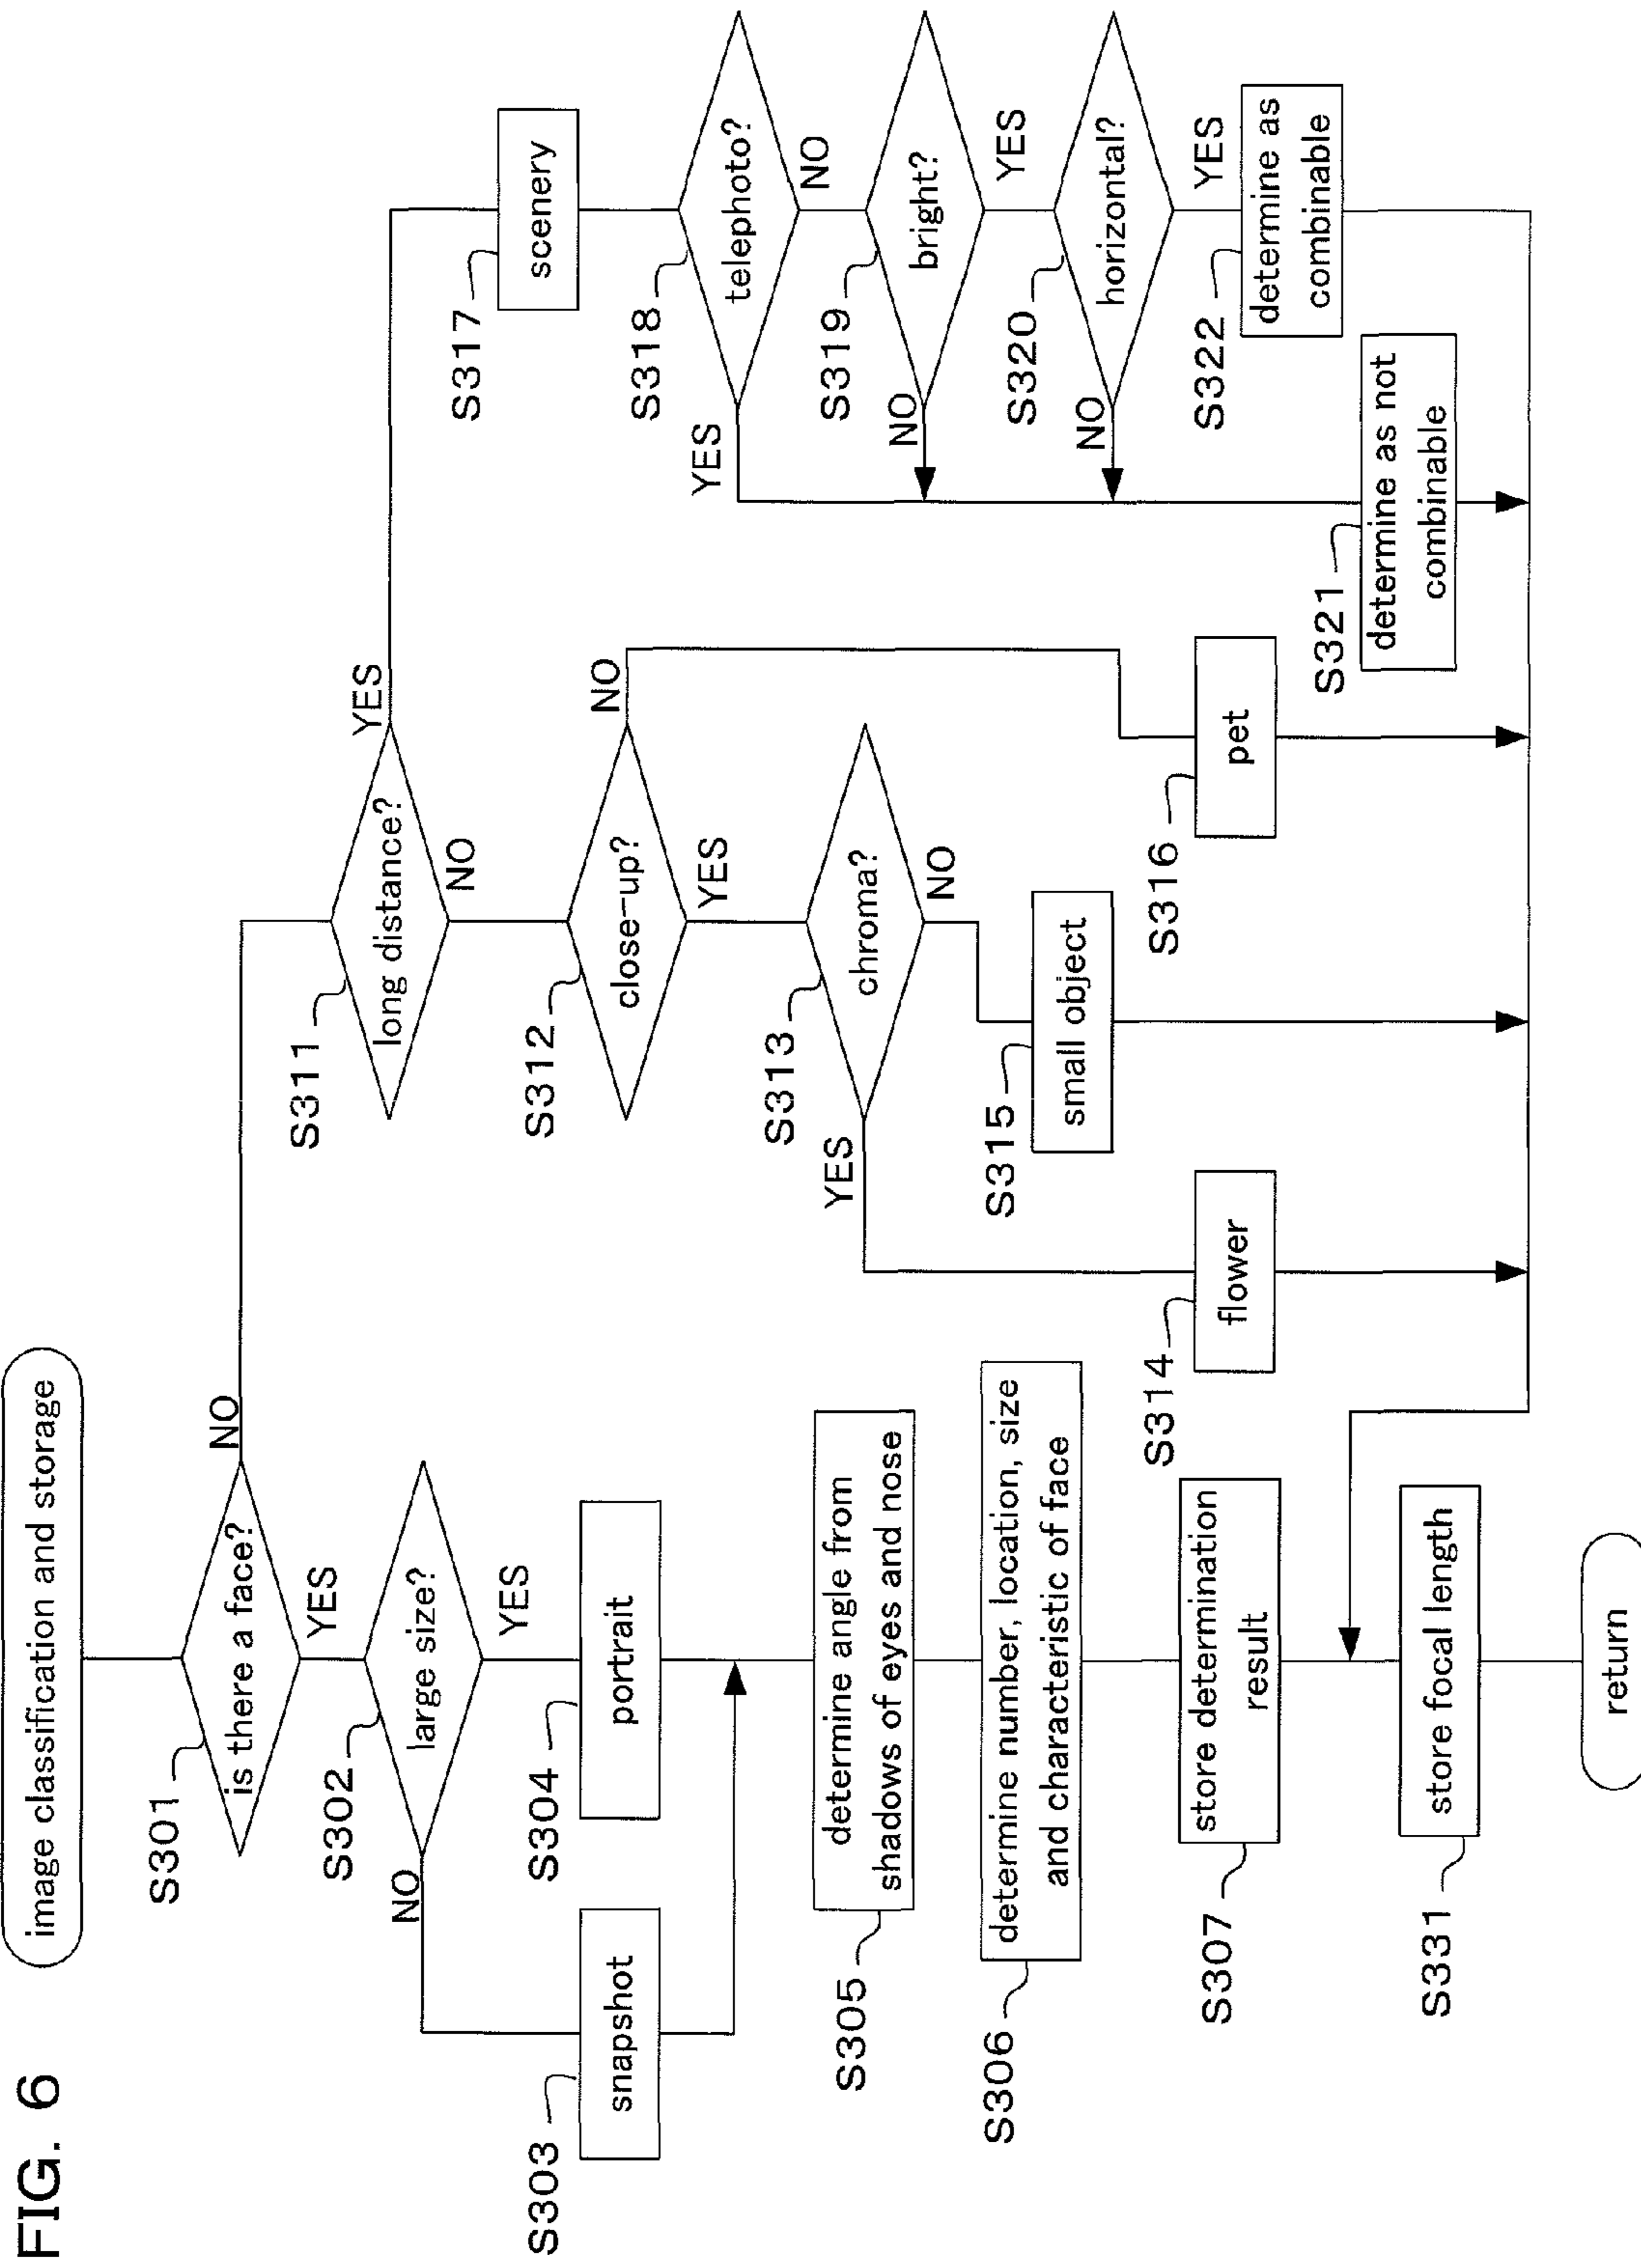 FIG. 6
image classification and storage
S301
is there a face?
NO
YES
S302
large size?
NO
YES
S303
snapshot
S304
portrait
S305
determine angle from
shadows of eyes and nose
S306
determine number, location, size
and characteristic of face
S307
store determination
result
S311
long distance?
YES
NO
S312
close-up?
NO
YES
S313
chroma?
YES
NO
S314
flower
S315
small object
S316
pet
S317
scenery
S318
telephoto?
YES
NO
S319
bright?
NO
YES
S320
horizontal?
NO
YES
S322
determine as
combinable
S321
determine as not
combinable
S331
store focal length
return